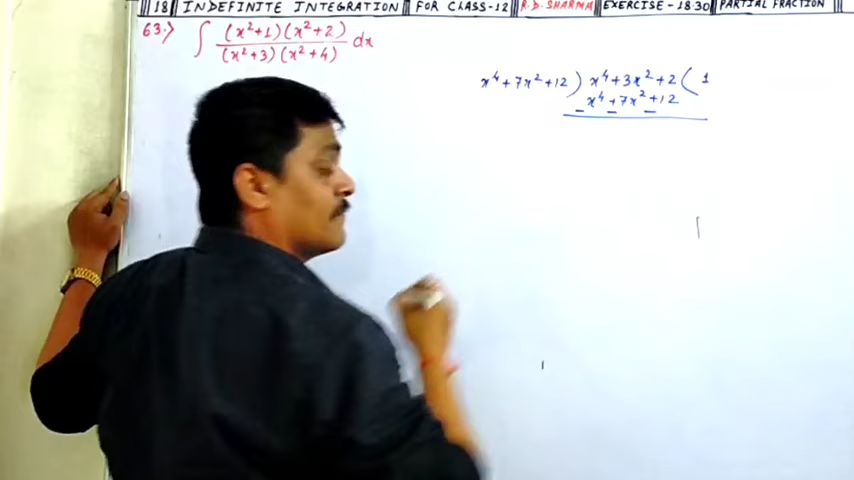 18 INDEFINITE INTEGRATION FOR CLASS-12 R.D. SHARMA EXERCISE-18.30 PARTIAL FRACTION
63.> ∫ (x²+1)(x²+2) / (x²+3)(x²+4) dx
x⁴+7x²+12 ) x⁴+3x²+2 ( 1
x⁴+7x²+12
− − −